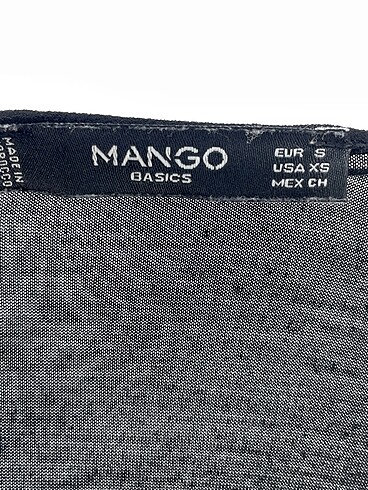 MADE IN
MOROCCO
MANGO
BASICS
EUR S
USA XS
MEX CH